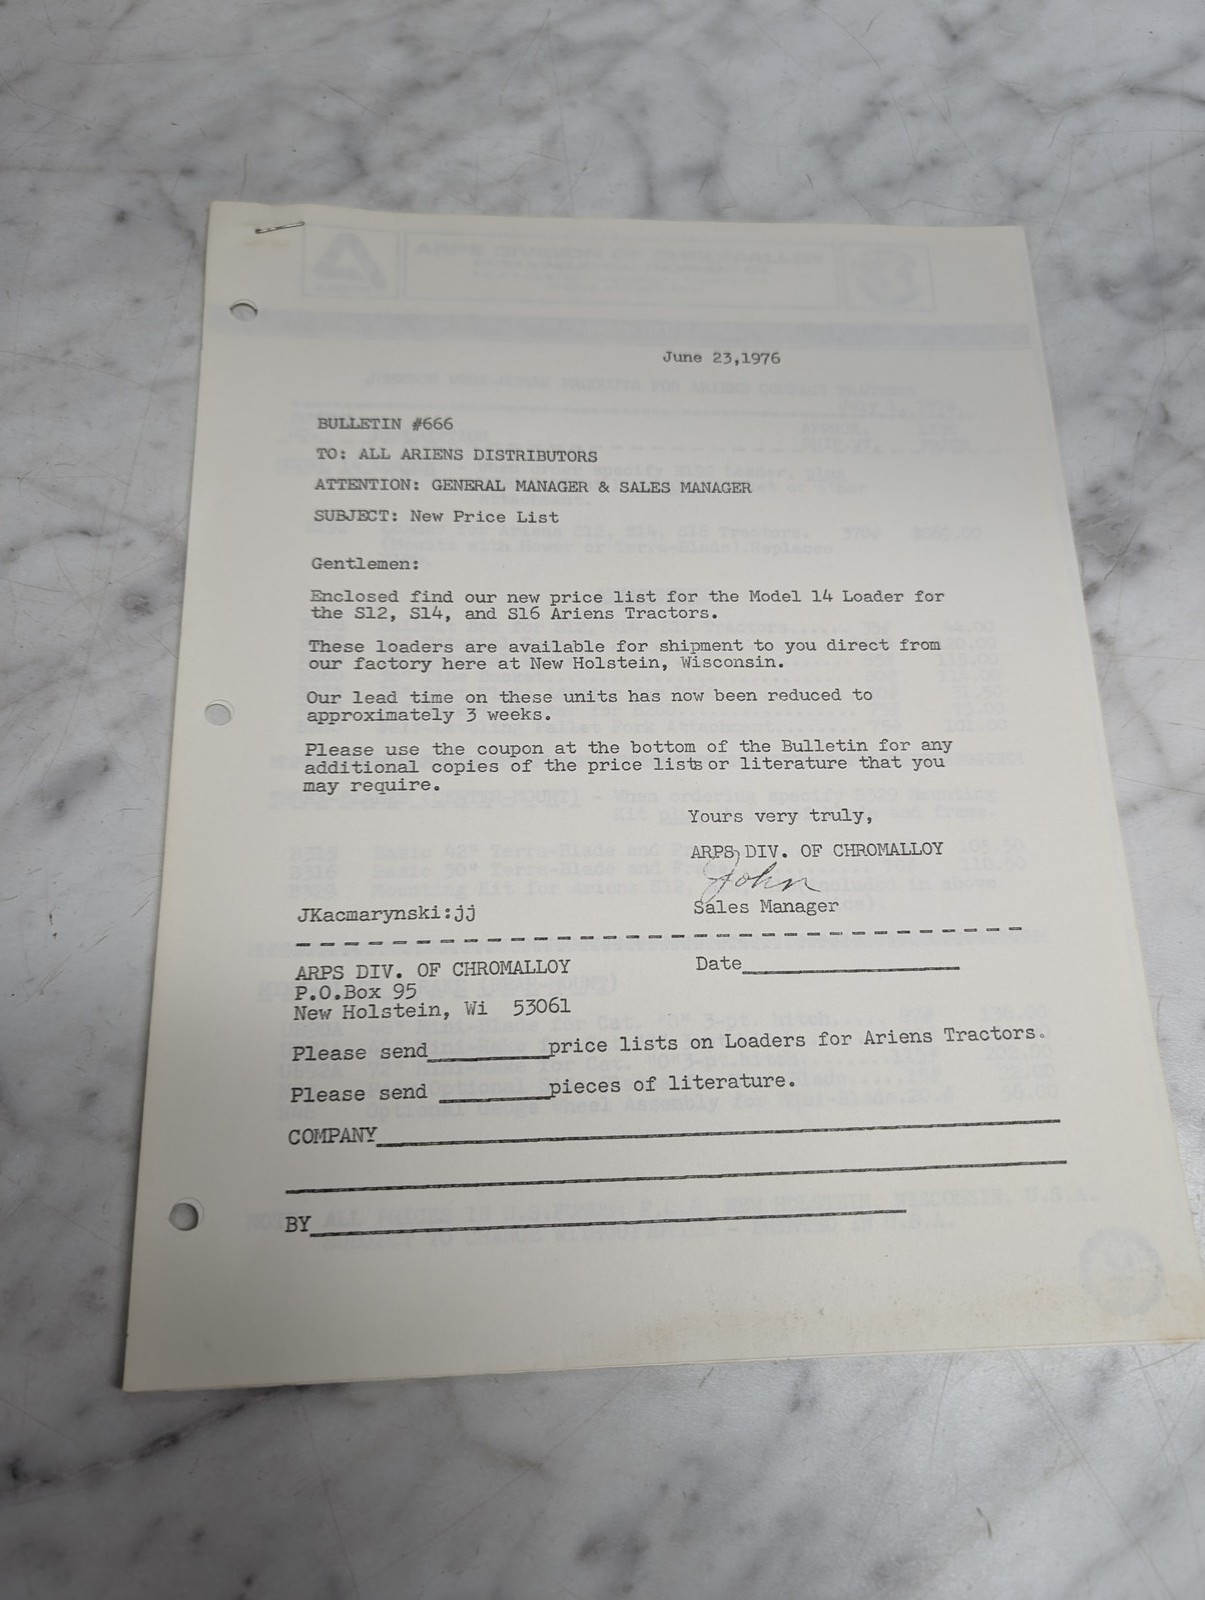 June 23,1976
BULLETIN #666
TO: ALL ARIENS DISTRIBUTORS
ATTENTION: GENERAL MANAGER & SALES MANAGER
SUBJECT: New Price List
Gentlemen:
Enclosed find our new price list for the Model 14 Loader for
the S12, S14, and S16 Ariens Tractors.
These loaders are available for shipment to you direct from
our factory here at New Holstein, Wisconsin.
Our lead time on these units has now been reduced to
approximately 3 weeks.
Please use the coupon at the bottom of the Bulletin for any
additional copies of the price lists or literature that you
may require.
Yours very truly,
ARPS DIV. OF CHROMALLOY
John
JKacmarynski:jj Sales Manager
ARPS DIV. OF CHROMALLOY Date
P.O.Box 95
New Holstein, Wi 53061
Please send price lists on Loaders for Ariens Tractors.
Please send pieces of literature.
COMPANY
BY